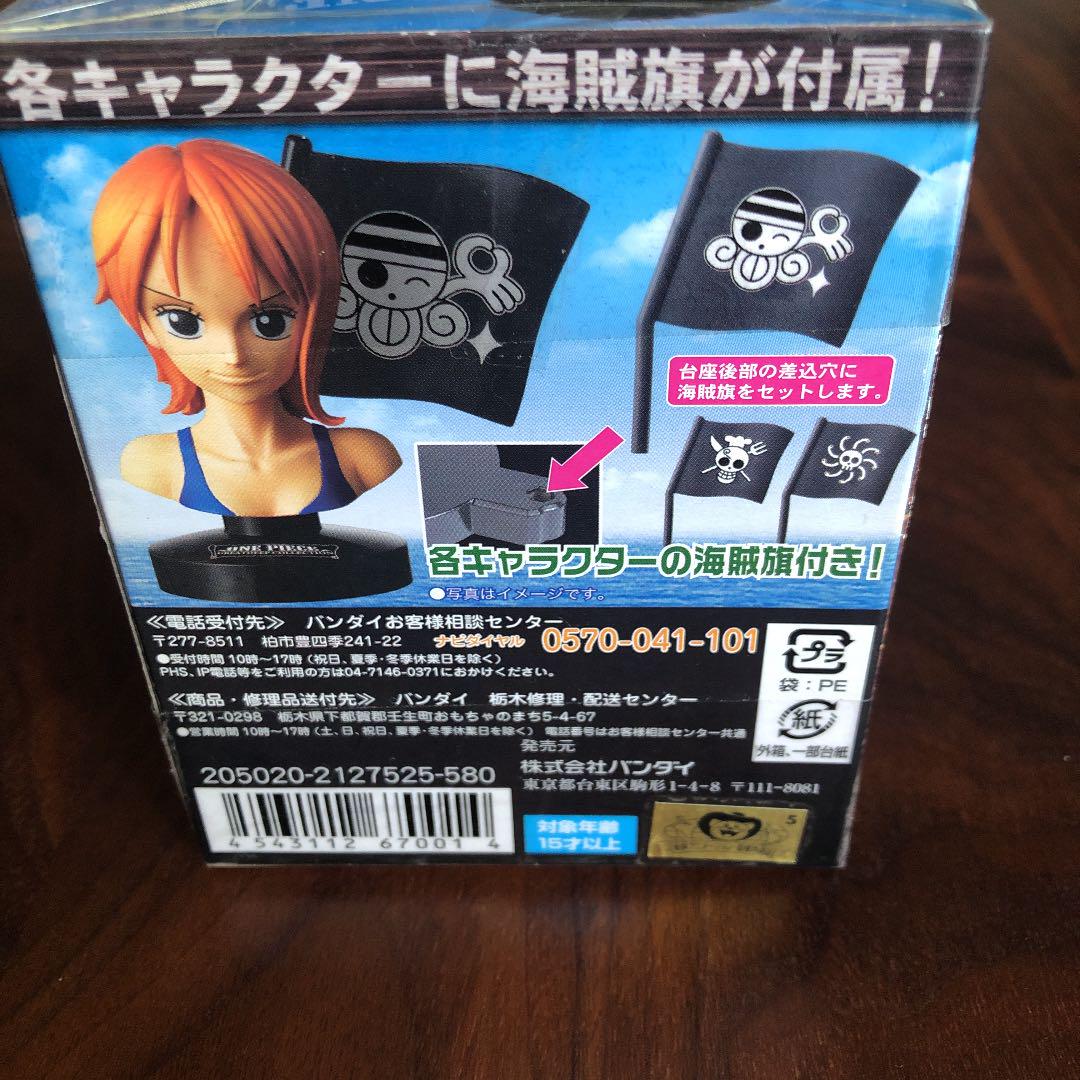 各キャラクターに海賊旗が付属！
台座後部の差込穴に
海賊旗をセットします。
ONE PIECE
各キャラクターの海賊旗付き！
●写真はイメージです。
≪電話受付先≫ バンダイお客様相談センター
〒277-8511 柏市豊四季241-22 ナビダイヤル 0570-041-101
●受付時間 10時～17時（祝日、夏季・冬季休業日を除く）
PHS、IP電話等をご利用の方は04-7146-0371におかけください。
≪商品・修理品送付先≫ バンダイ 栃木修理・配送センター
〒321-0298 栃木県下都賀郡壬生町おもちゃのまち5-4-67
●営業時間 10時～17時（土、日、祝日、夏季・冬季休業日を除く） 電話番号はお客様相談センター共通
発売元
株式会社バンダイ
東京都台東区駒形1-4-8 〒111-8081
プラ
袋：PE
紙
外箱、一部台紙
205020-2127525-580
4 543112 670014
対象年齢
15才以上
5